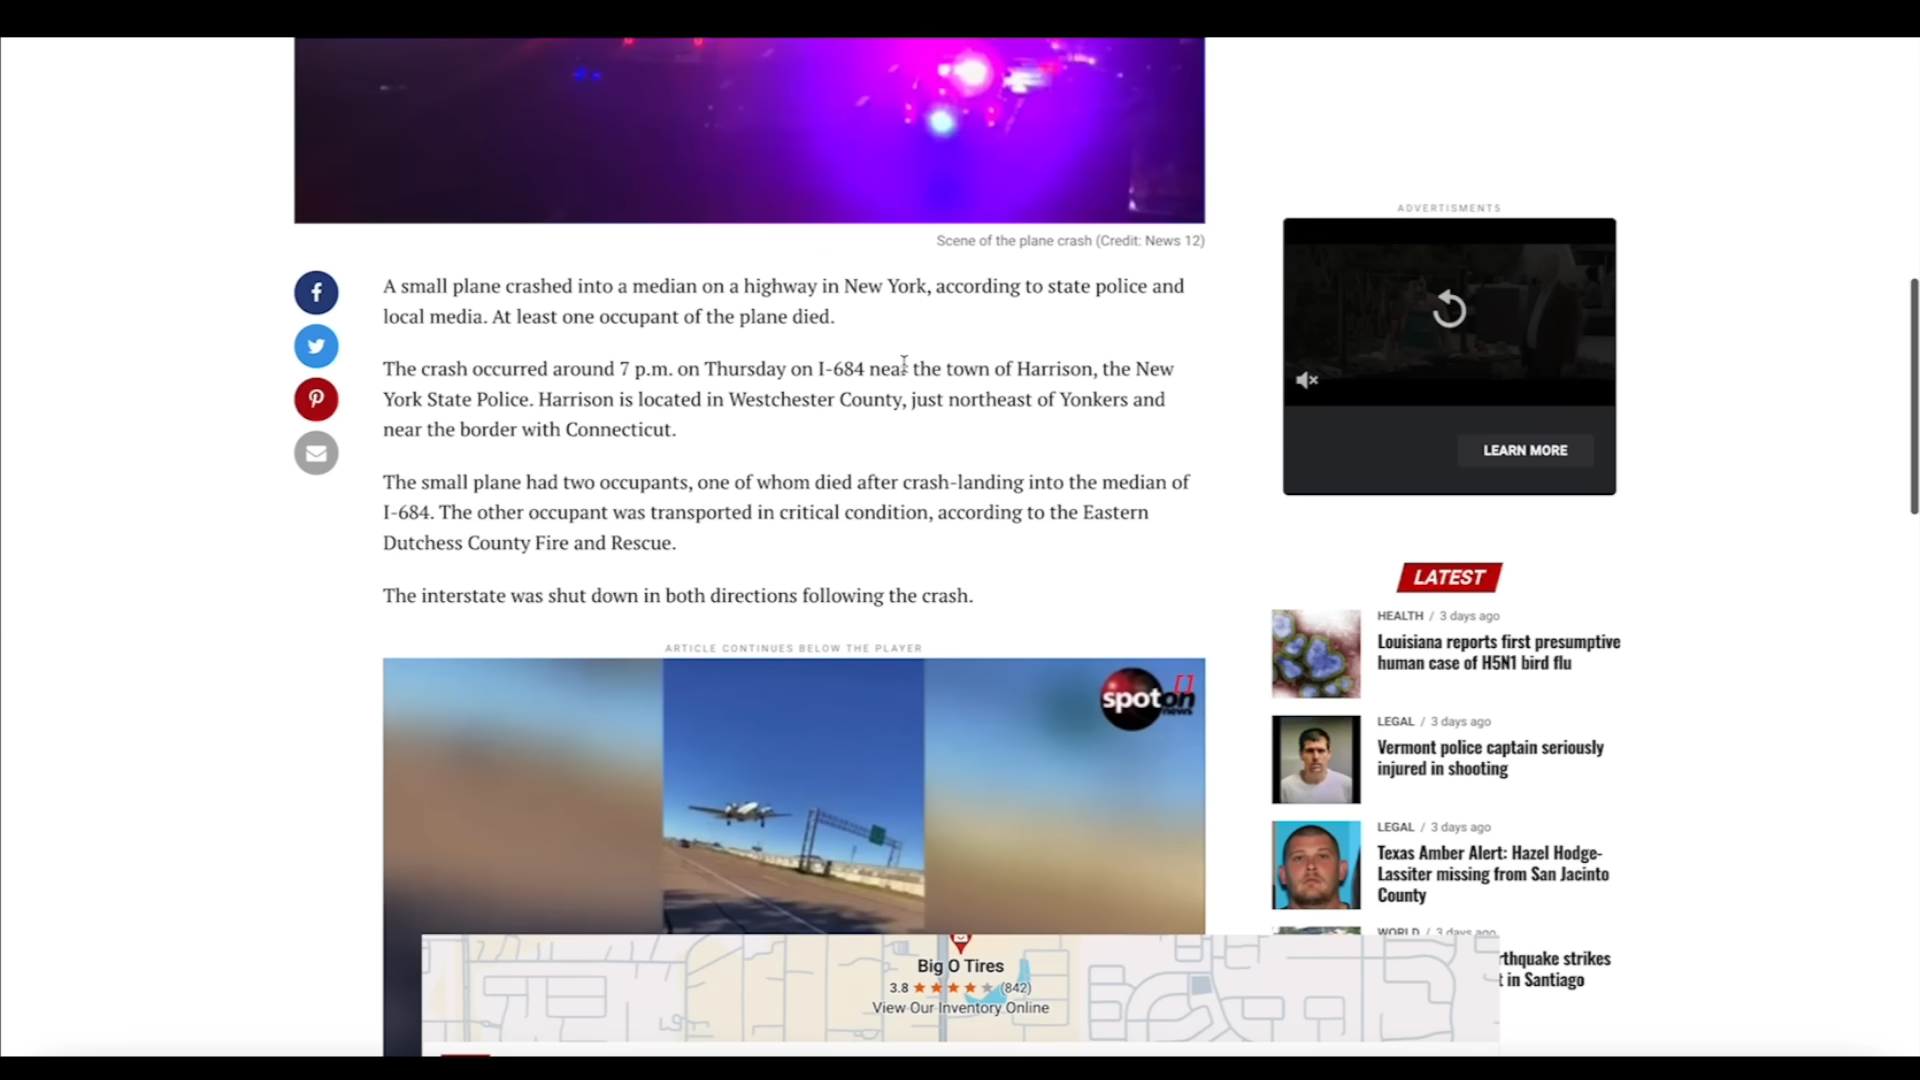 Scene of the plane crash (Credit: News 12)
A small plane crashed into a median on a highway in New York, according to state police and
local media. At least one occupant of the plane died.
The crash occurred around 7 p.m. on Thursday on I-684 near the town of Harrison, the New
York State Police. Harrison is located in Westchester County, just northeast of Yonkers and
near the border with Connecticut.
The small plane had two occupants, one of whom died after crash-landing into the median of
I-684. The other occupant was transported in critical condition, according to the Eastern
Dutchess County Fire and Rescue.
The interstate was shut down in both directions following the crash.
ARTICLE CONTINUES BELOW THE PLAYER
spoton
news
Big O Tires
3.8 (842)
View Our Inventory Online
ADVERTISMENTS
LEARN MORE
LATEST
HEALTH / 3 days ago
Louisiana reports first presumptive
human case of H5N1 bird flu
LEGAL / 3 days ago
Vermont police captain seriously
injured in shooting
LEGAL / 3 days ago
Texas Amber Alert: Hazel Hodge-
Lassiter missing from San Jacinto
County
WORLD / 3 days ago
rthquake strikes
t in Santiago